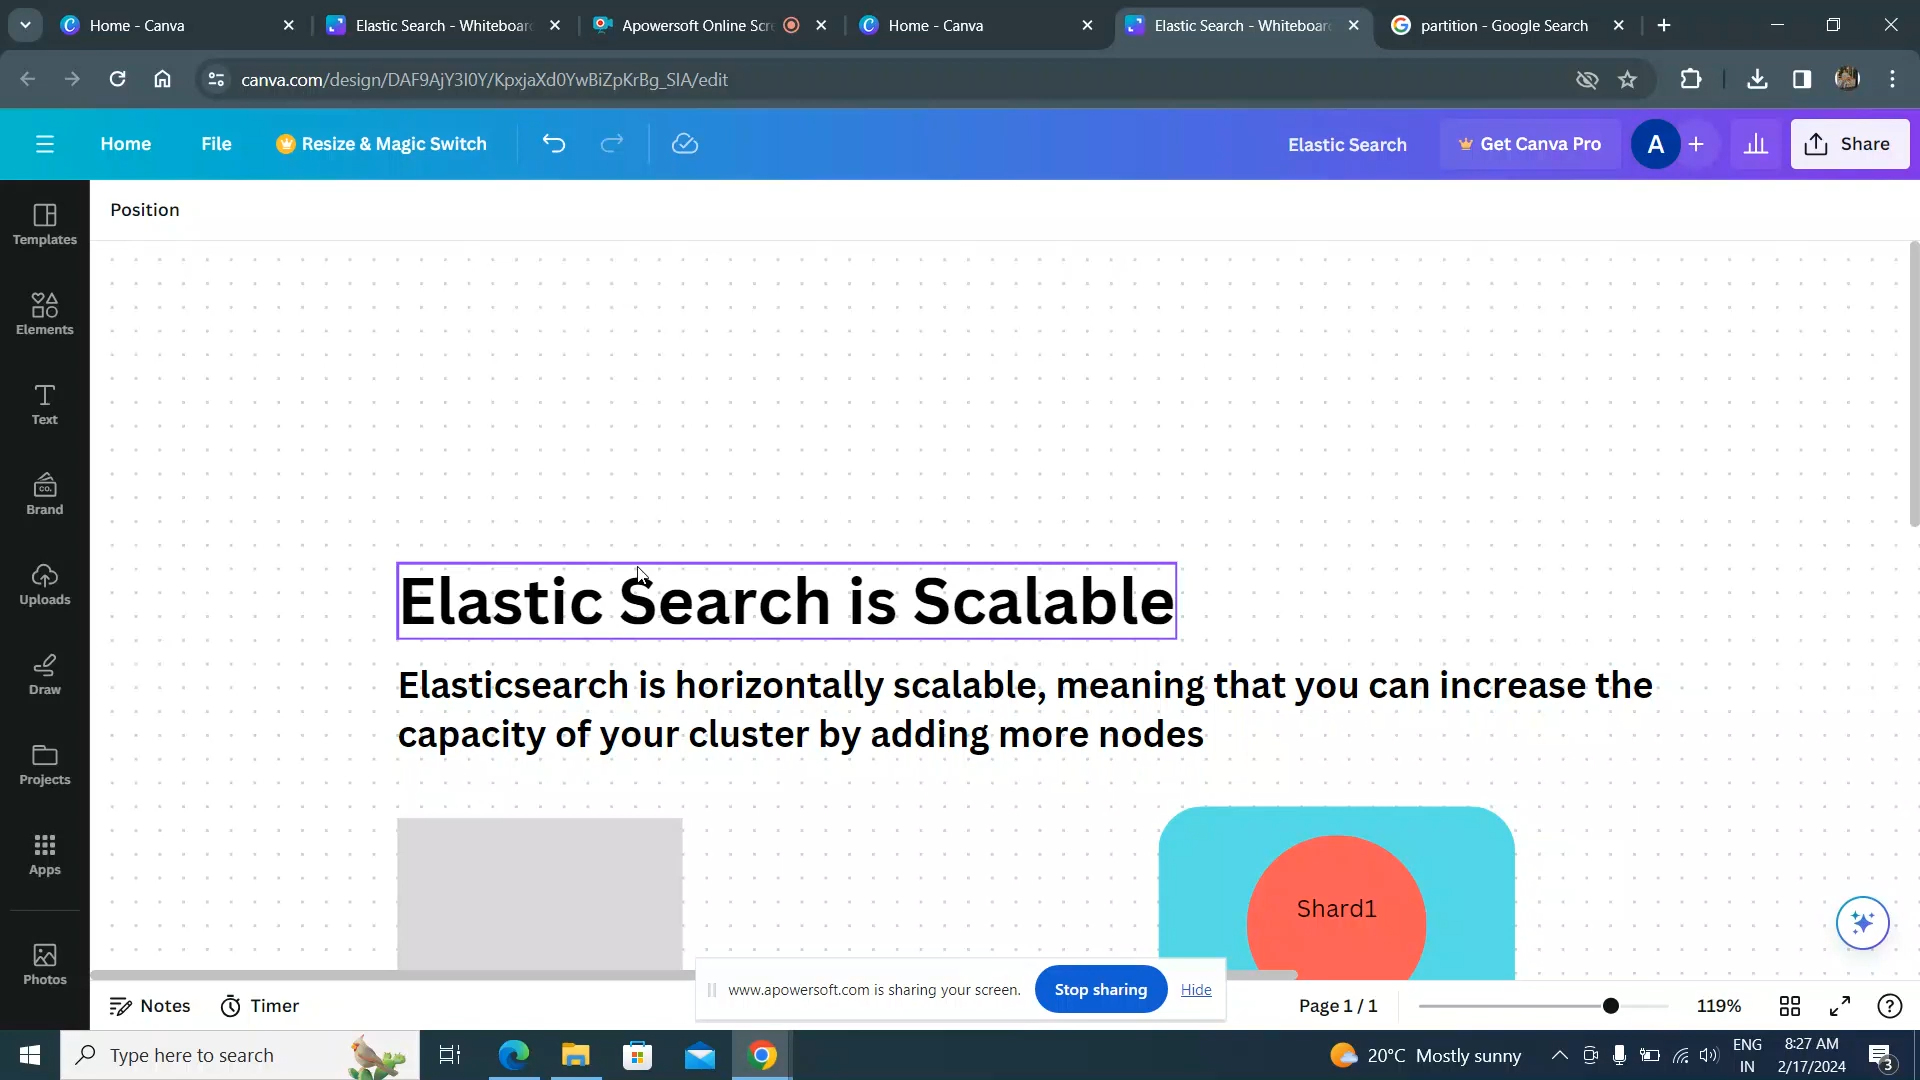 Home - Canva
Elastic Search - Whiteboard
Apowersoft Online Scre
Home - Canva
Elastic Search - Whiteboard
partition - Google Search
canva.com/design/DAF9AjY3I0Y/KpxjaXd0YwBiZpKrBg_SIA/edit
Home
File
Resize & Magic Switch
Elastic Search
Get Canva Pro
A
Share
Position
Templates
Elements
Text
Brand
Uploads
Draw
Projects
Apps
Photos
Elastic Search is Scalable
Elasticsearch is horizontally scalable, meaning that you can increase the
capacity of your cluster by adding more nodes
Shard1
www.apowersoft.com is sharing your screen.
Stop sharing
Hide
Notes
Timer
Page 1 / 1
119%
Type here to search
20°C Mostly sunny
ENG
IN
8:27 AM
2/17/2024
3